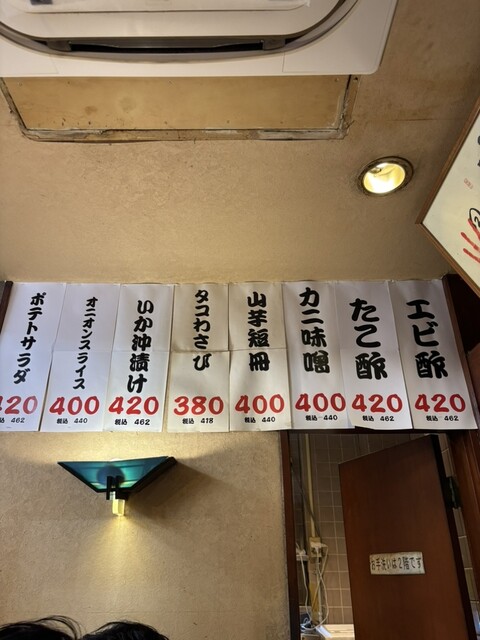 エビ酢
420
税込 462
たこ酢
420
税込 462
カニ味噌
400
税込 440
山芋短冊
400
税込 440
タコわさび
380
税込 418
いか沖漬け
420
税込 462
オニオンスライス
400
税込 440
ポテトサラダ
420
税込 462
お手洗いは2階です